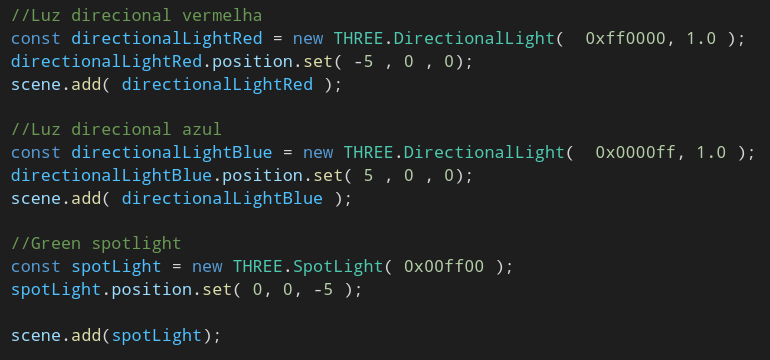 //Luz direcional vermelha
const directionalLightRed = new THREE.DirectionalLight(  0xff0000, 1.0 );
directionalLightRed.position.set( -5 , 0 , 0);
scene.add( directionalLightRed );

//Luz direcional azul
const directionalLightBlue = new THREE.DirectionalLight(  0x0000ff, 1.0 );
directionalLightBlue.position.set( 5 , 0 , 0);
scene.add( directionalLightBlue );

//Green spotlight
const spotLight = new THREE.SpotLight( 0x00ff00 );
spotLight.position.set( 0, 0, -5 );

scene.add(spotLight);